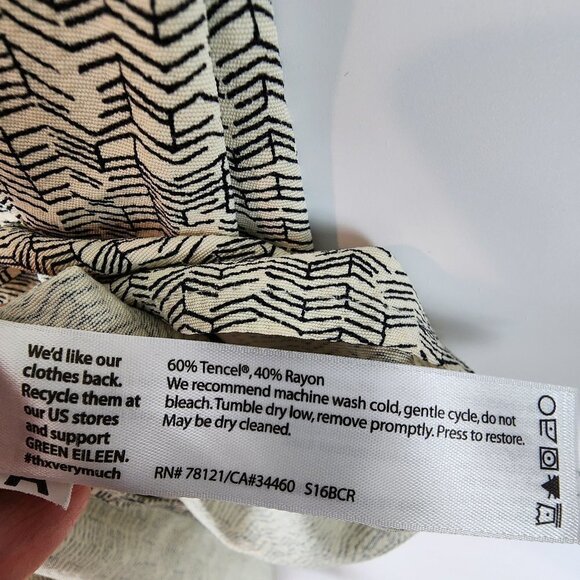 We'd like our
clothes back.
Recycle them at
our US stores
and support
GREEN EILEEN.
#thxverymuch
60% Tencel®, 40% Rayon
We recommend machine wash cold, gentle cycle, do not
bleach. Tumble dry low, remove promptly. Press to restore.
May be dry cleaned.
RN# 78121/CA#34460 S16BCR
A